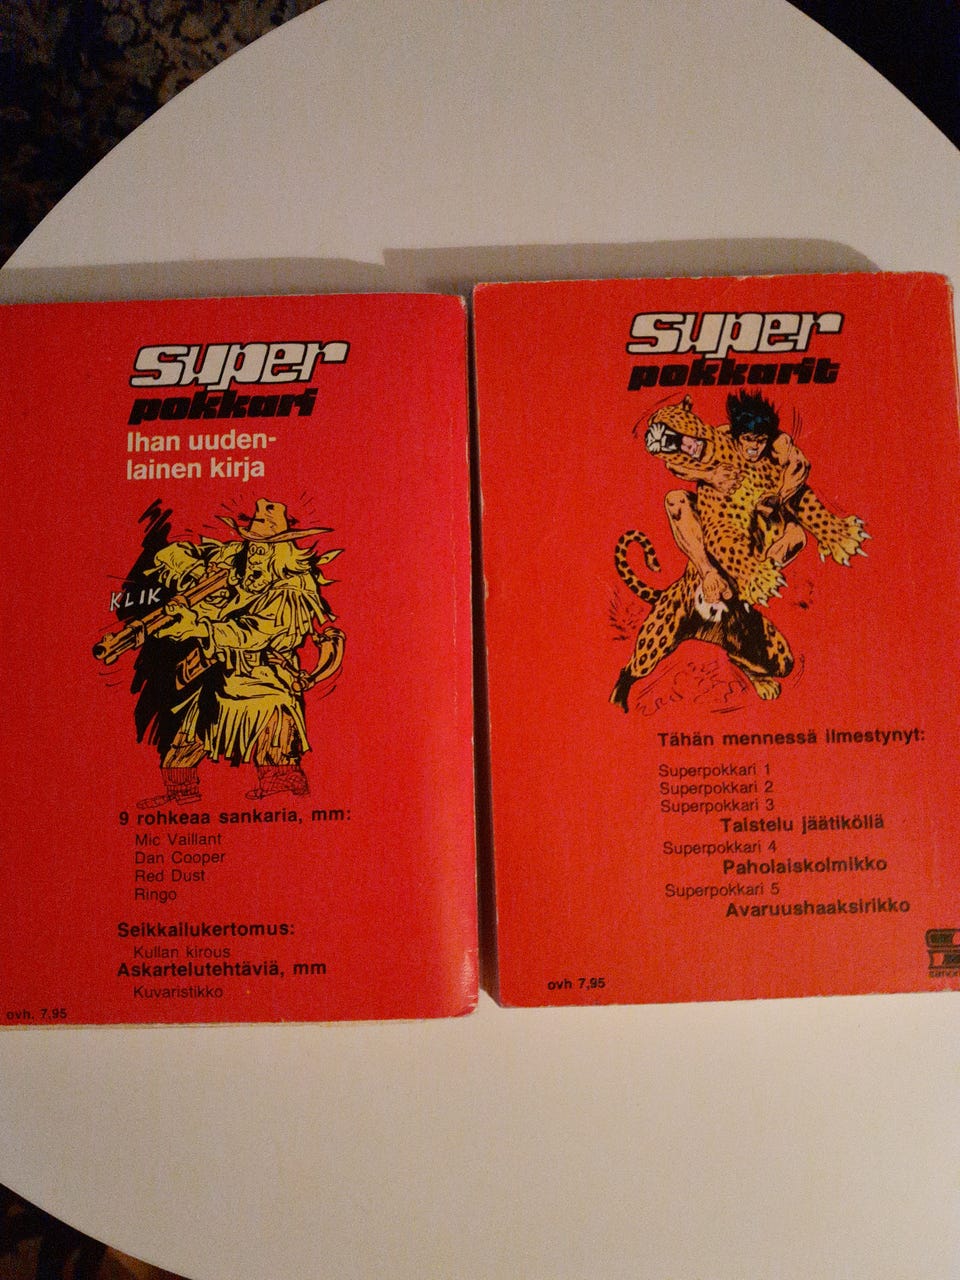 super
pokkari
Ihan uuden-
lainen kirja
KLIK
9 rohkeaa sankaria, mm:
Mic Vaillant
Dan Cooper
Red Dust
Ringo
Seikkailukertomus:
Kullan kirous
Askartelutehtäviä, mm
Kuvaristikko
ovh. 7,95
super
pokkarit
Tähän mennessä ilmestynyt:
Superpokkari 1
Superpokkari 2
Superpokkari 3
Taistelu jäätiköllä
Superpokkari 4
Paholaiskolmikko
Superpokkari 5
Avaruushaaksirikko
ovh 7,95